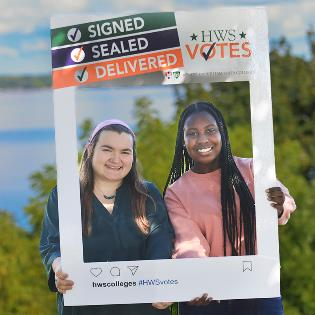 SIGNED
SEALED
DELIVERED
HWS
VOTES
hwscolleges #HWSvotes